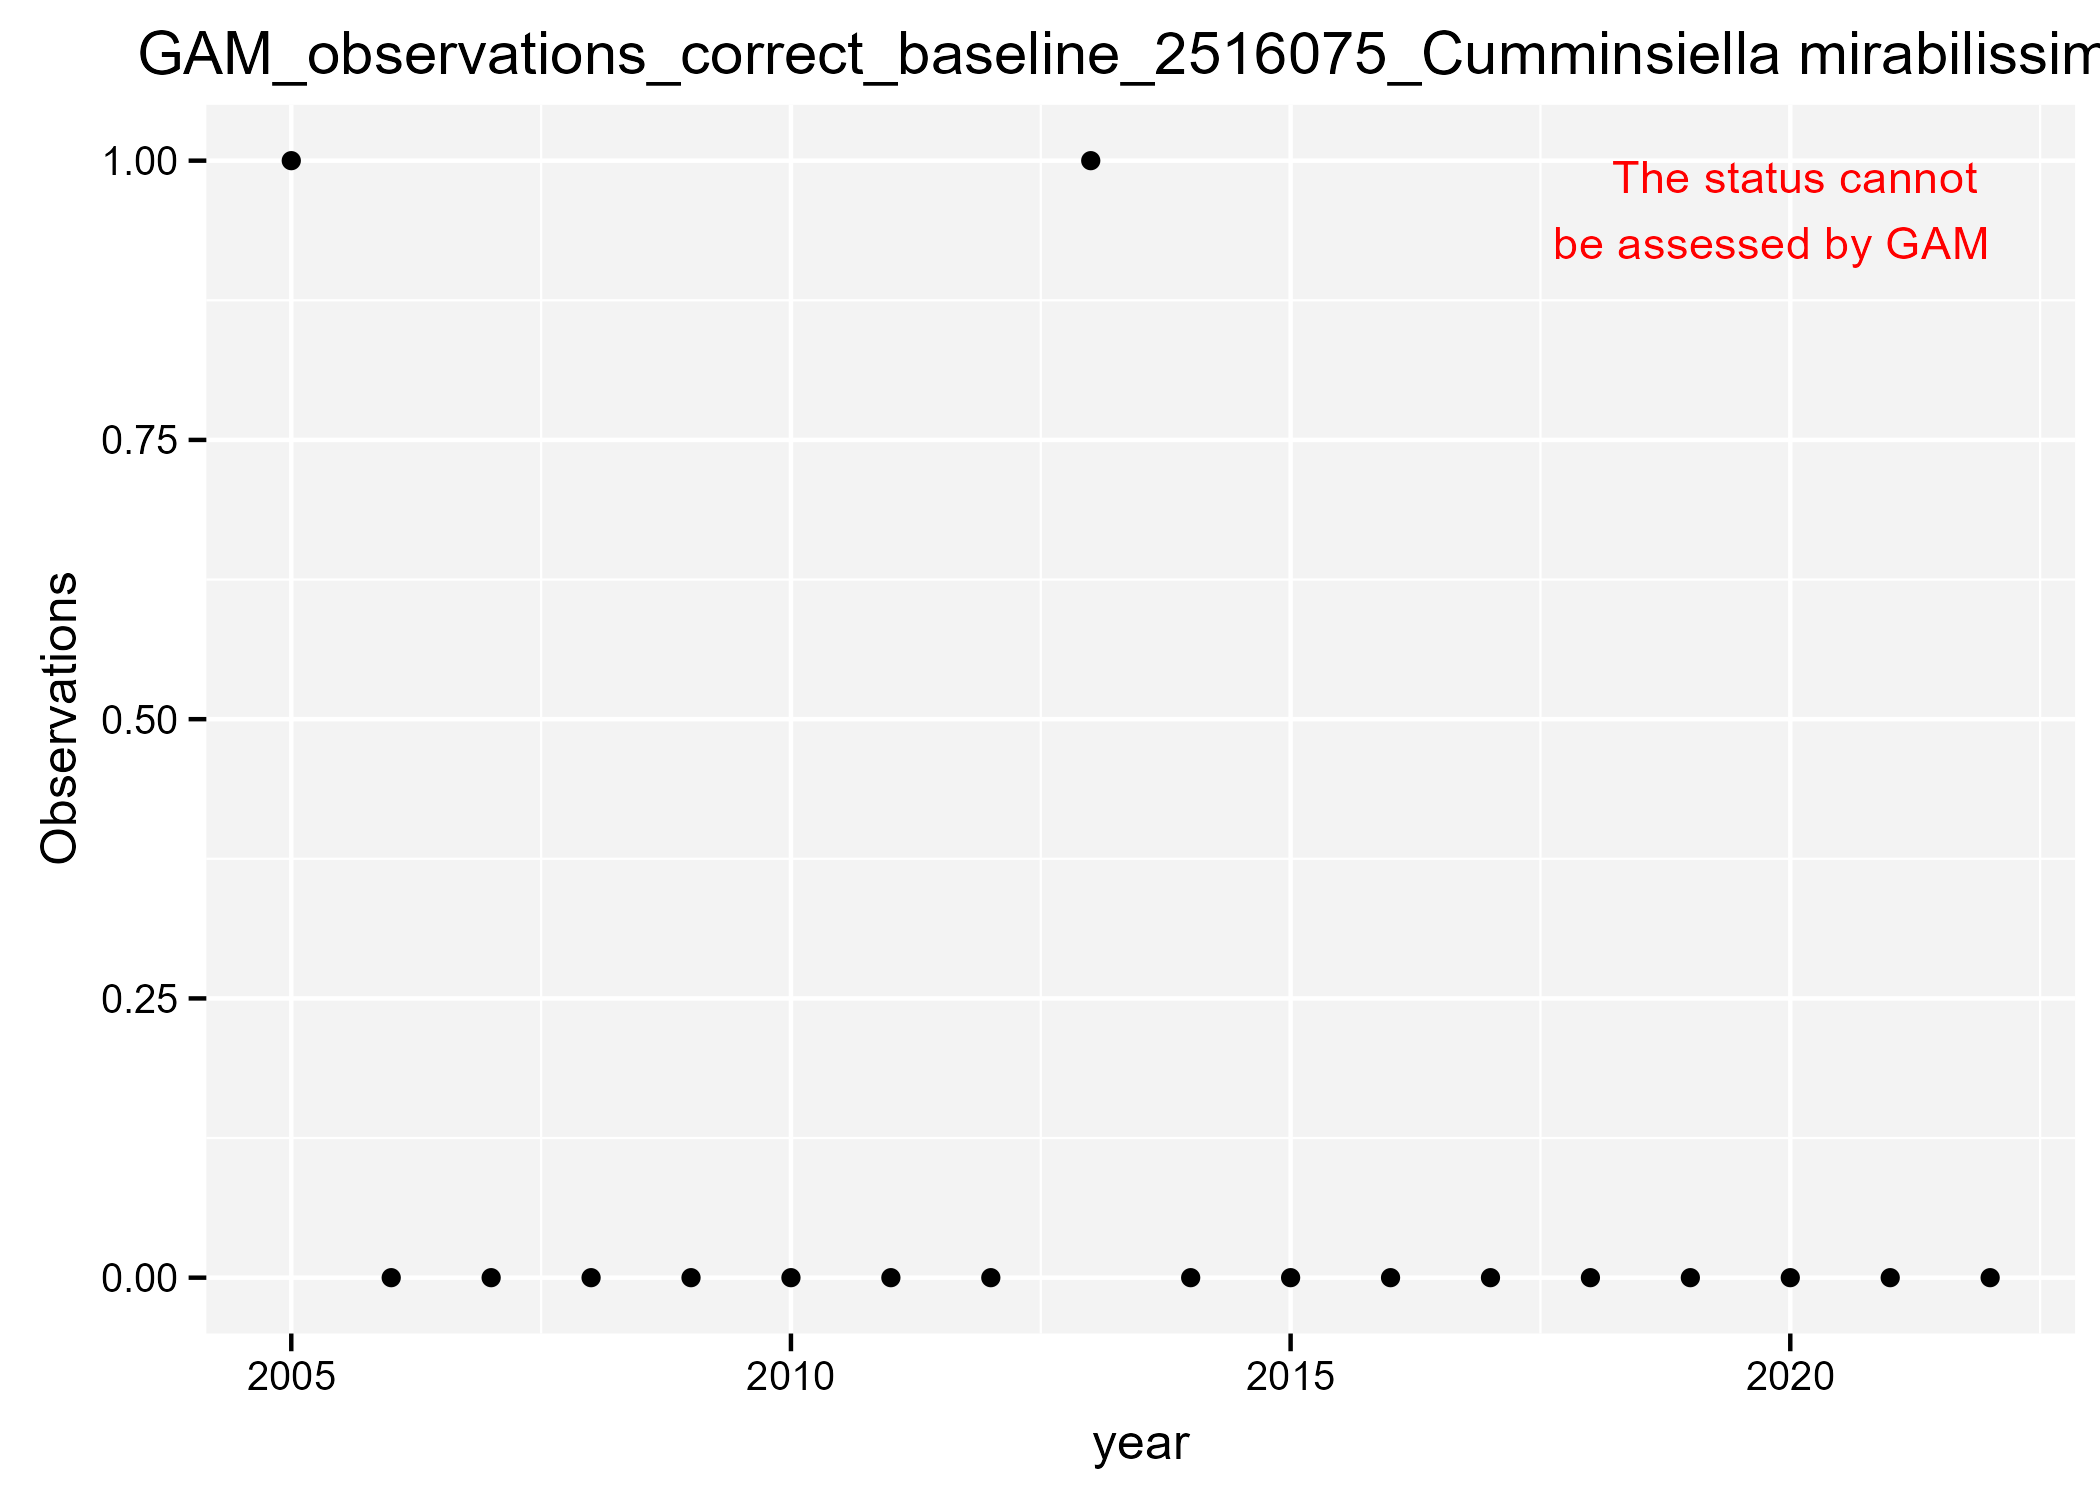 GAM_observations_correct_baseline_2516075_Cumminsiella mirabilissim
1.00
The status cannot
be assessed by GAM
0.75
Observations
0.50
0.25
0.00
2005 2010 2015 2020
year